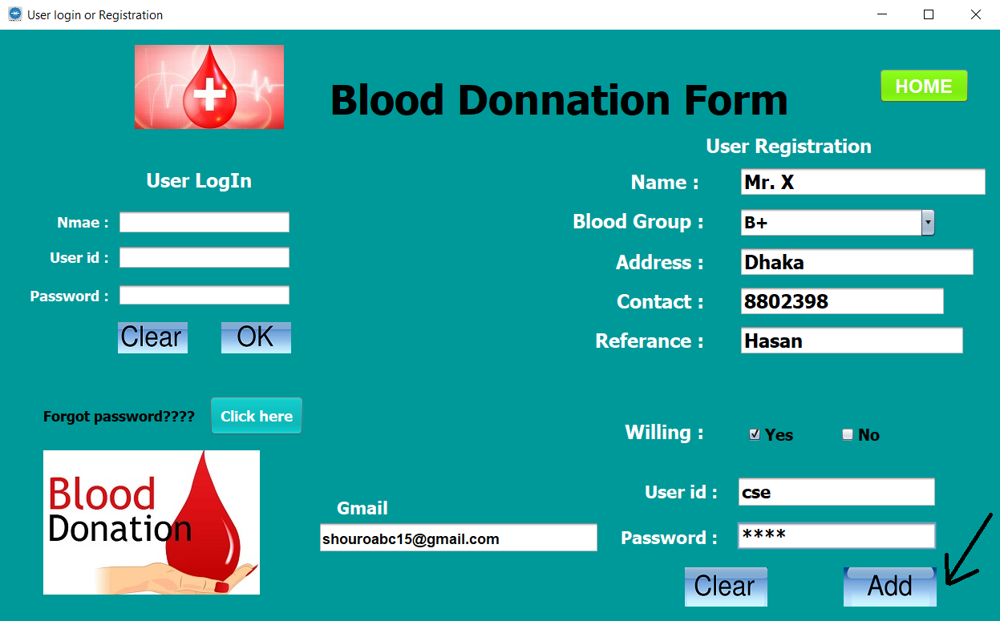 User login or Registration
Blood Donnation Form
HOME
User LogIn
Nmae :
User id :
Password :
Clear OK
Forgot password???? Click here
Blood
Donation
User Registration
Name : Mr. X
Blood Group : B+
Address : Dhaka
Contact : 8802398
Referance : Hasan
Willing : Yes No
Gmail
shouroabc15@gmail.com
User id : cse
Password : ****
Clear Add